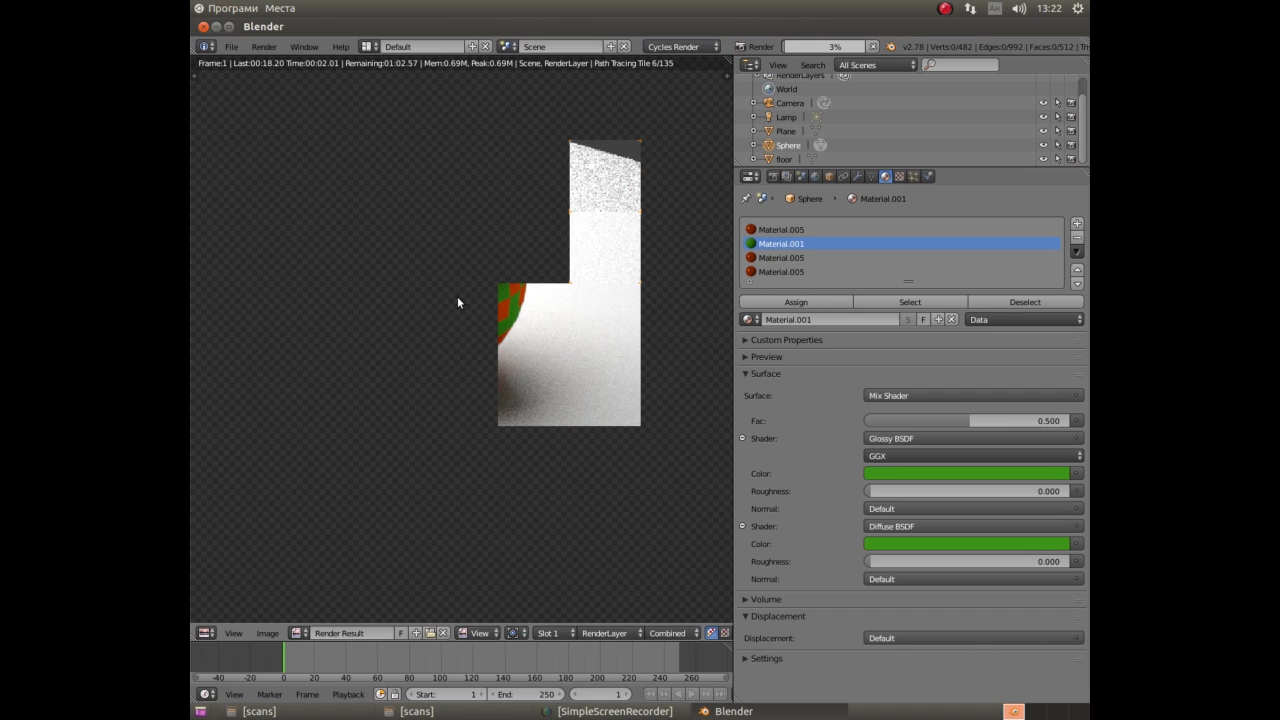 Програми Места Ан 13:22
Blender
File Render Window Help Default Scene Cycles Render Render 3% v2.78 | Verts:0/482 | Edges:0/992 | Faces:0/512 | Tri
Frame:1 | Last:00:18.20 Time:00:02.01 | Remaining:01:02.57 | Mem:0.69M, Peak:0.69M | Scene, RenderLayer | Path Tracing Tile 6/135
View Search All Scenes
RenderLayers
World
Camera
Lamp
Plane
Sphere
floor
Sphere Material.001
Material.005
Material.001
Material.005
Material.005
Assign Select Deselect
Material.001 5 F Data
Custom Properties
Preview
Surface
Surface: Mix Shader
Fac: 0.500
Shader: Glossy BSDF
GGX
Color:
Roughness: 0.000
Normal: Default
Shader: Diffuse BSDF
Color:
Roughness: 0.000
Normal: Default
Volume
Displacement
Displacement: Default
Settings
View Image Render Result F View Slot 1 RenderLayer Combined
-40 -20 0 20 40 60 80 100 120 140 160 180 200 220 240 260
View Marker Frame Playback Start: 1 End: 250 1
[scans] [scans] [SimpleScreenRecorder] Blender